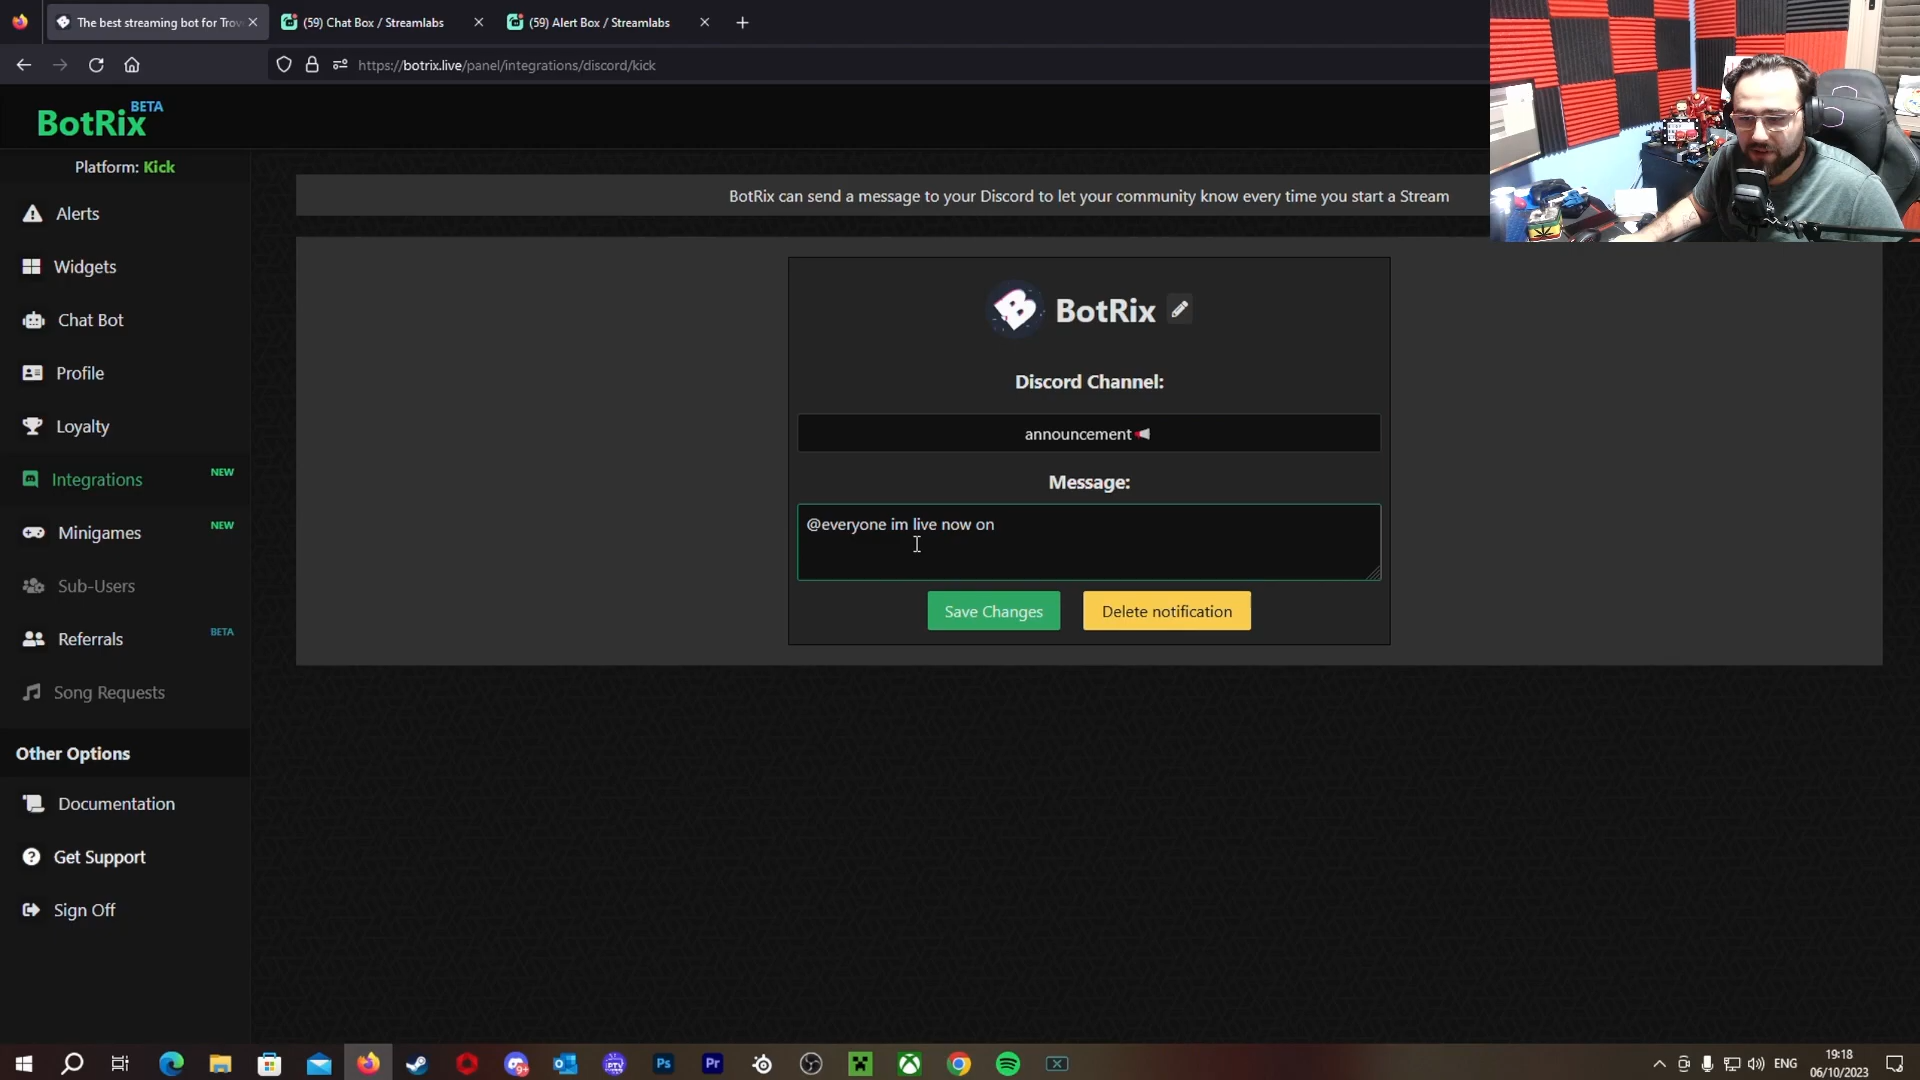 The best streaming bot for Trov
(59) Chat Box / Streamlabs
(59) Alert Box / Streamlabs
https://botrix.live/panel/integrations/discord/kick
BotRix BETA
Platform: Kick
Alerts
Widgets
Chat Bot
Profile
Loyalty
Integrations NEW
Minigames NEW
Sub-Users
Referrals BETA
Song Requests
Other Options
Documentation
Get Support
Sign Off
BotRix can send a message to your Discord to let your community know every time you start a Stream
BotRix
Discord Channel:
announcement
Message:
@everyone im live now on
Save Changes
Delete notification
9+
IPTV
Ps
Pr
ENG
19:18
06/10/2023